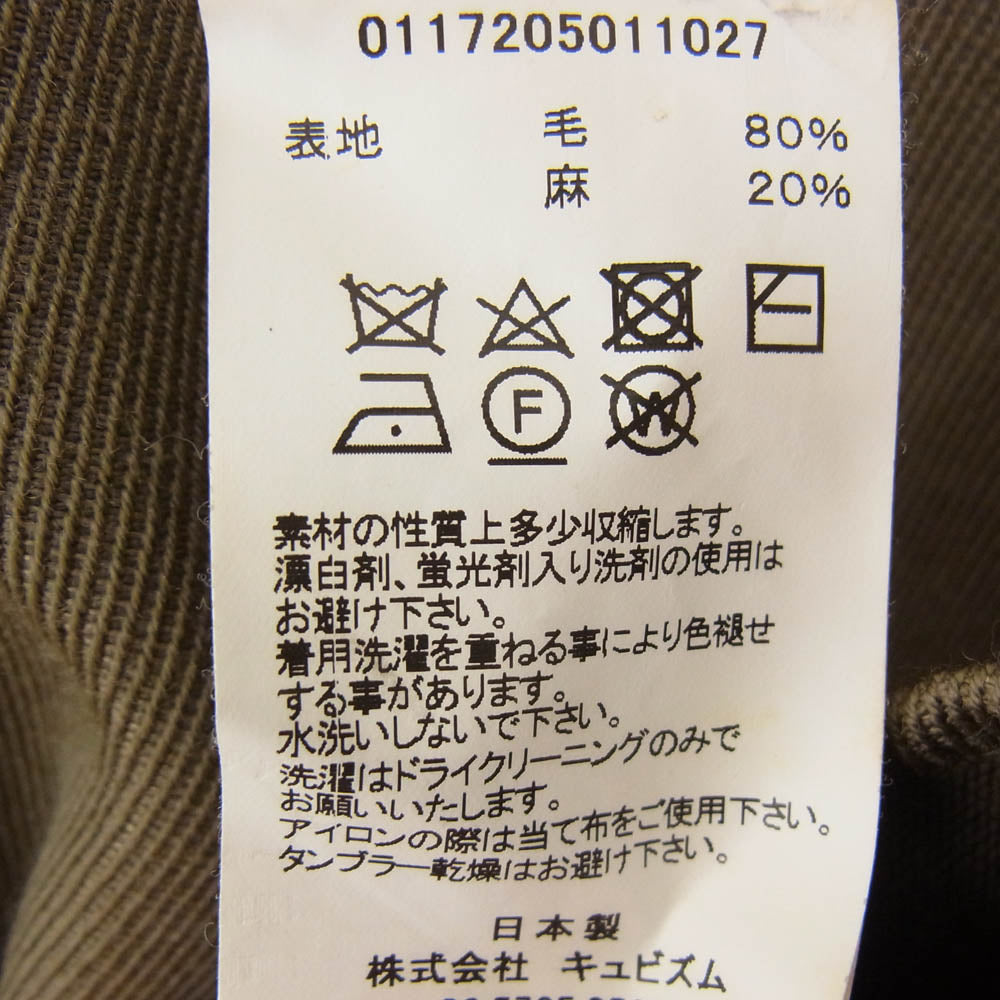 0117205011027
表地 毛 80%
麻 20%
F
W
素材の性質上多少収縮します。
漂白剤、蛍光剤入り洗剤の使用は
お避け下さい。
着用洗濯を重ねる事により色褪せ
する事があります。
水洗いしないで下さい。
洗濯はドライクリーニングのみで
お願いいたします。
アイロンの際は当て布をご使用下さい。
タンブラー乾燥はお避け下さい。
日本製
株式会社 キュビズム